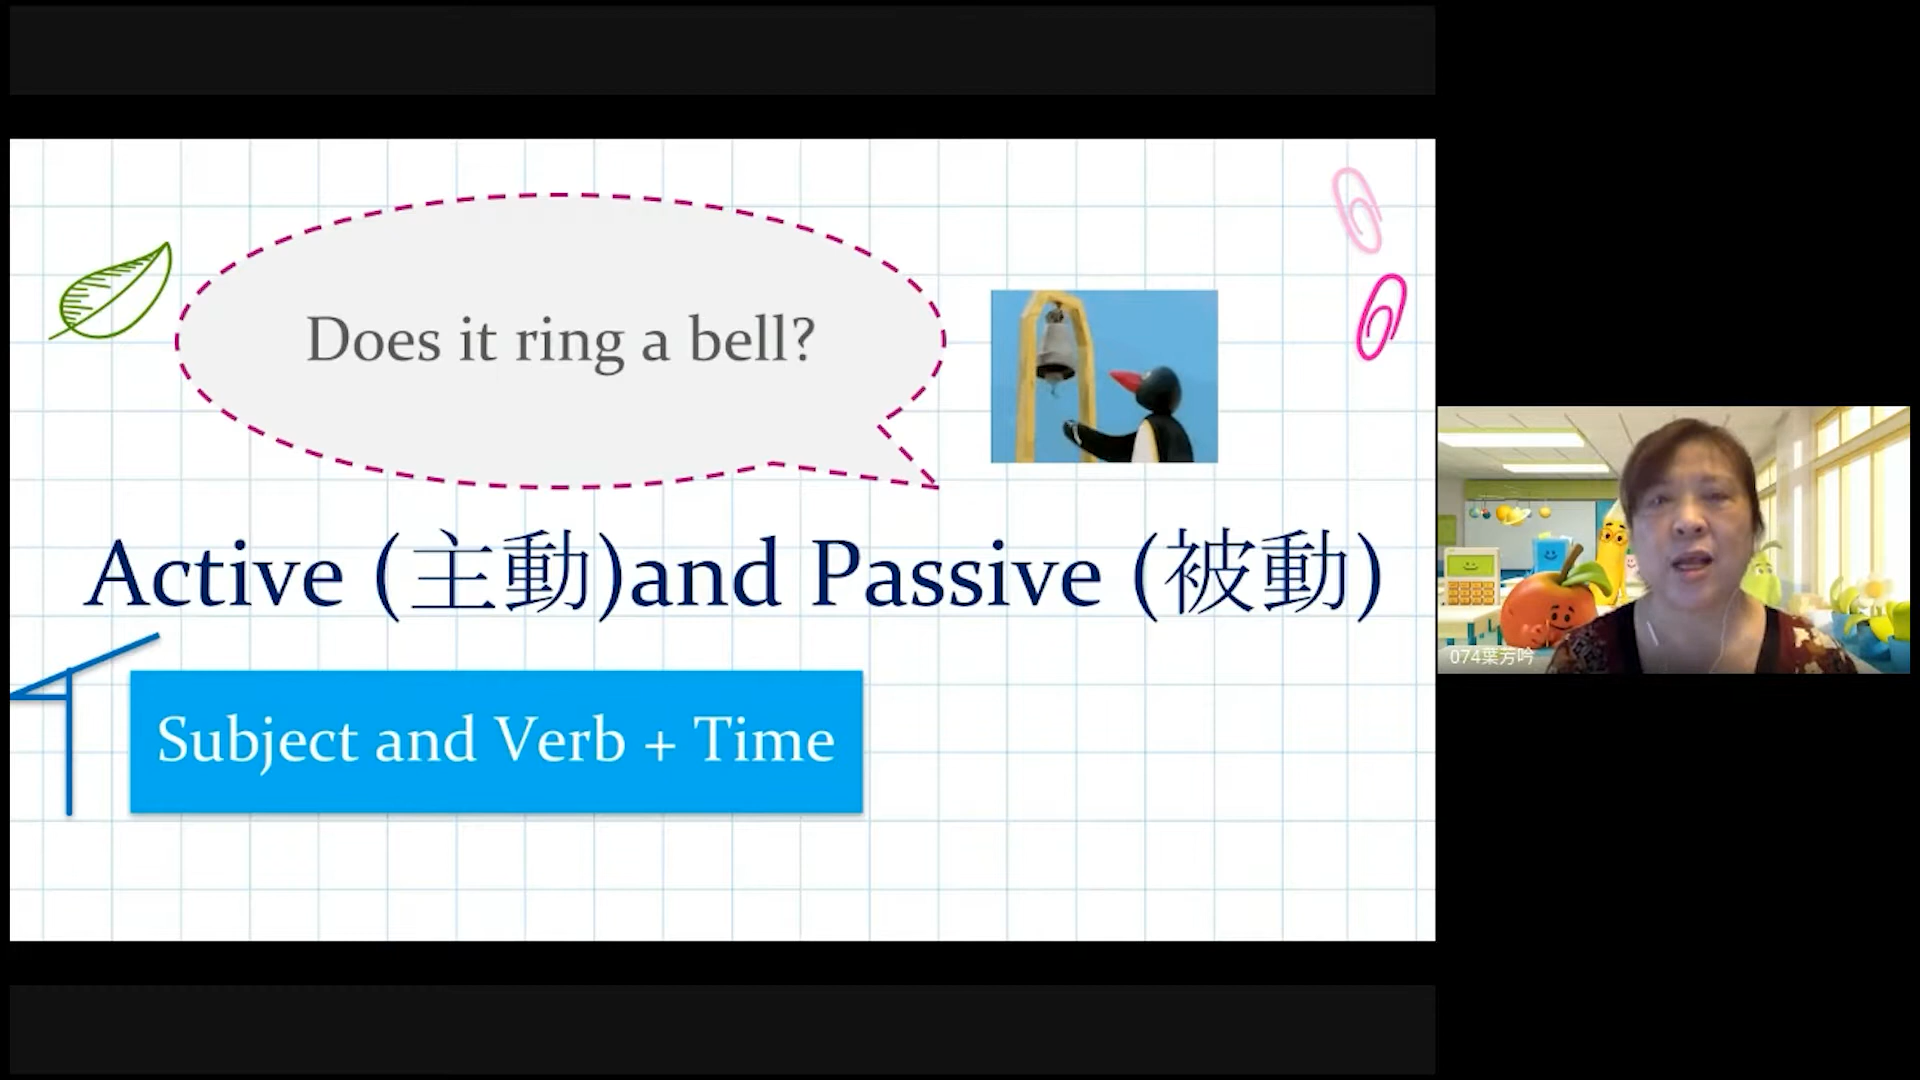 Does it ring a bell?
Active (主動)and Passive (被動)
Subject and Verb + Time
074葉芳吟